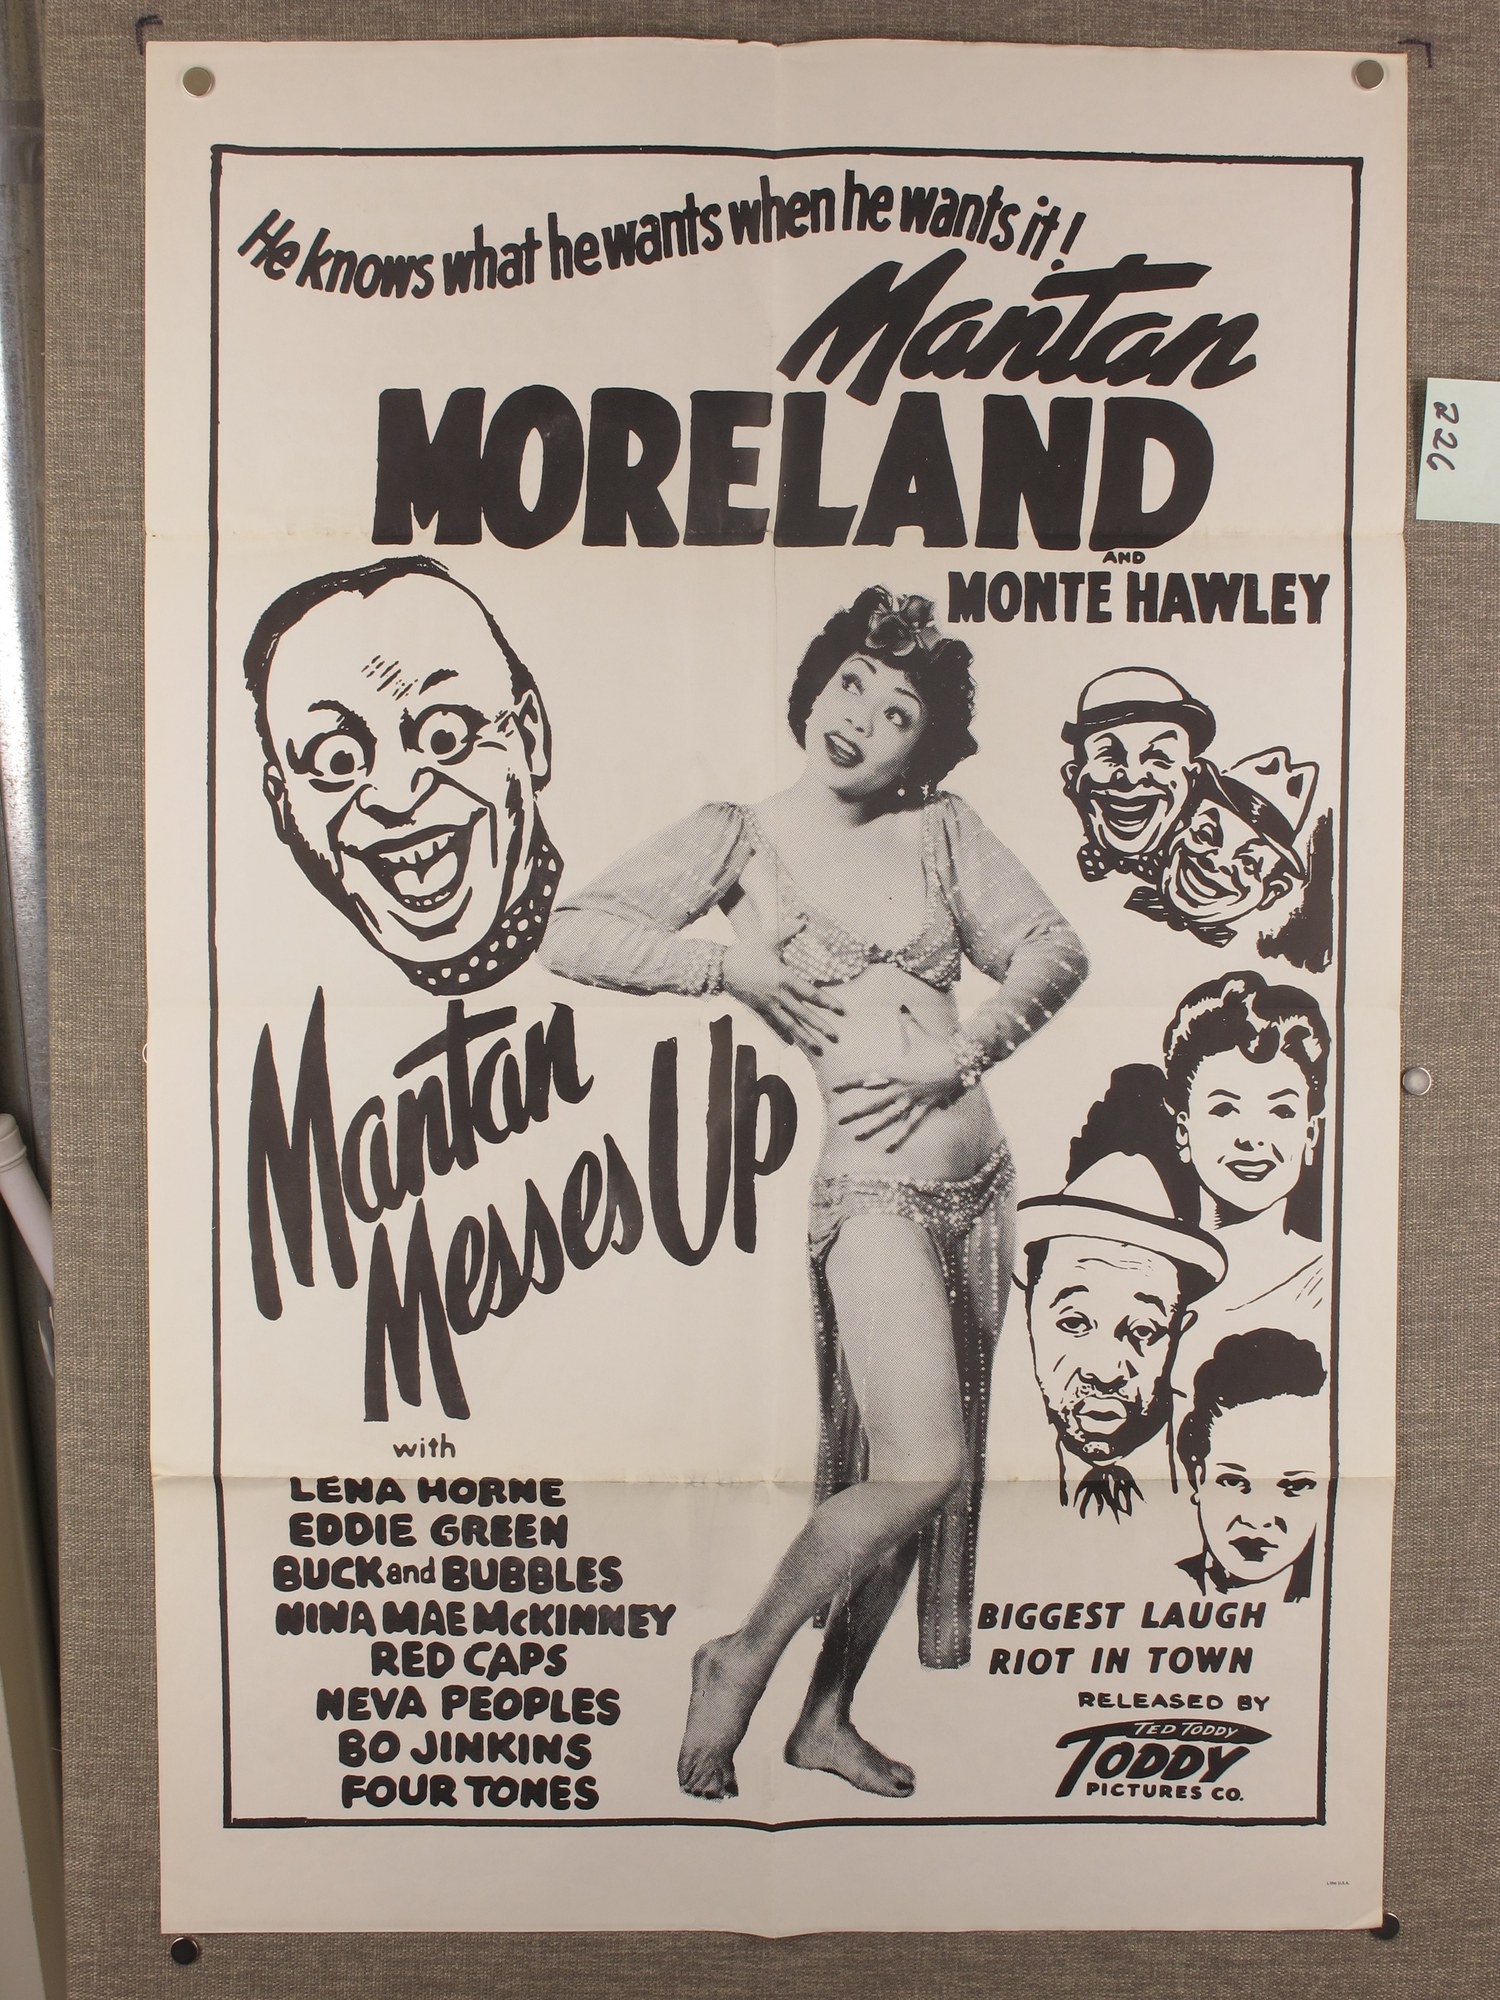 He knows what he wants when he wants it!
Mantan
MORELAND
AND
MONTE HAWLEY
Mantan
Messes Up
with
LENA HORNE
EDDIE GREEN
BUCK and BUBBLES
NINA MAE McKINNEY
RED CAPS
NEVA PEOPLES
BO JINKINS
FOUR TONES
BIGGEST LAUGH
RIOT IN TOWN
RELEASED BY
TED TODDY
TODDY
PICTURES CO.
226